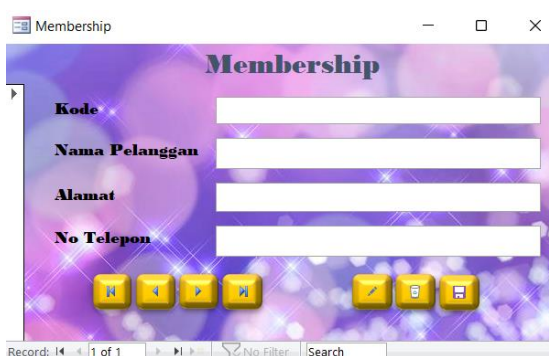 Membership
Membership
Kode
Nama Pelanggan
Alamat
No Telepon
Record: 1 of 1 No Filter Search